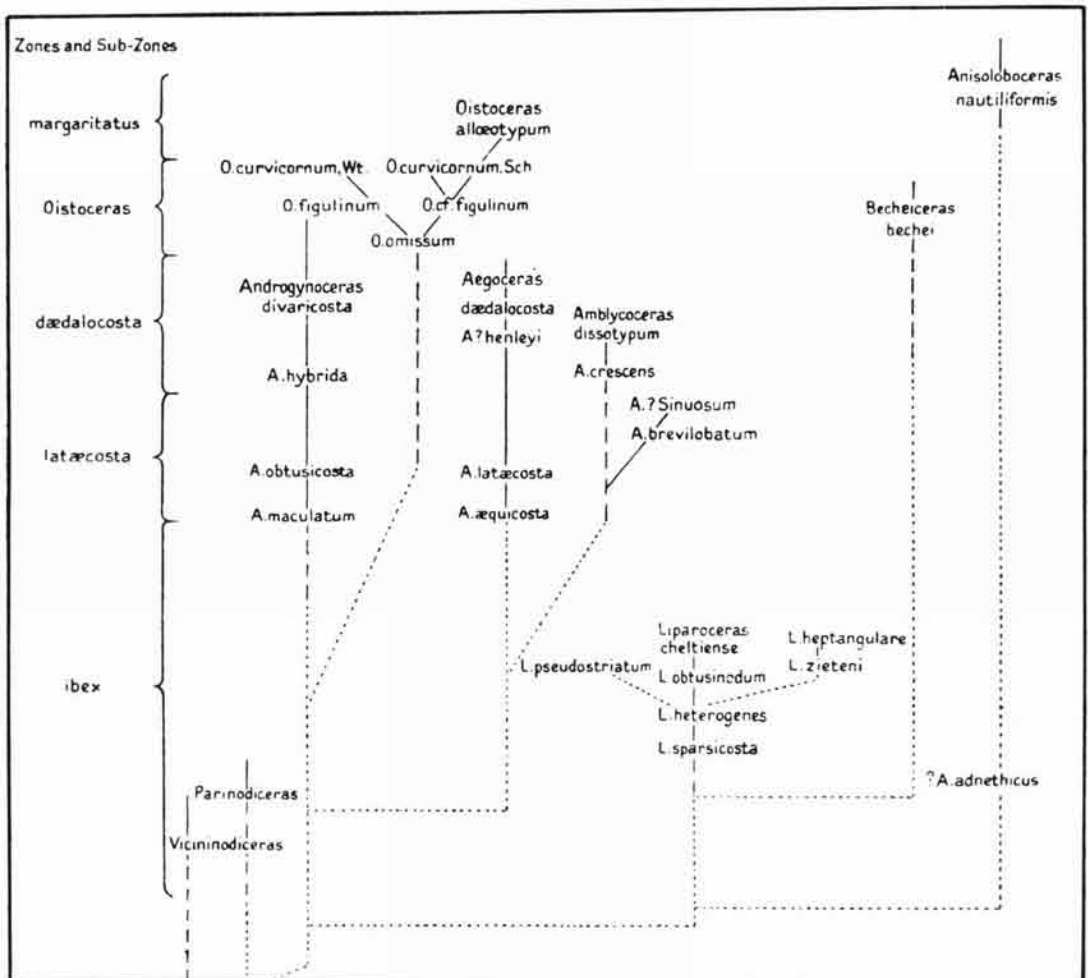 Zones and Sub-Zones
Anisoloboceras
nautiliformis
margaritatus
Oistoceras
allœotypum
O.curvicornum,Wt.
O.curvicornum.Sch
Oistoceras
O.figulinum
O.cf.figulinum
Becheiceras
bechei
O.omissum
Androgynoceras
divaricosta
Aegoceras
dædalocosta
dædalocosta
Amblycoceras
dissotypum
A?henleyi
A.hybrida
A.crescens
A.?Sinuosum
A.brevilobatum
latæcosta
A.obtusicosta
A.latæcosta
A.maculatum
A.æquicosta
Liparoceras
cheltiense
L.heptangulare
L.pseudostriatum
L.obtusinodum
L.zieteni
ibex
L.heterogenes
L.sparsicosta
Parinodiceras
?A.adnethicus
Vicininodiceras